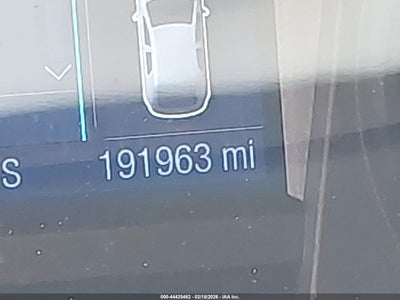 S
191963 mi
000-44425462 - 02/18/2026 - IAA Inc.